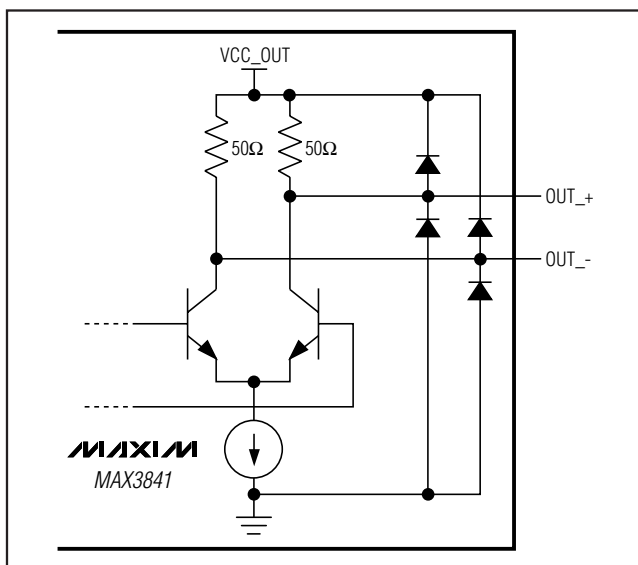 VCC_OUT
50Ω
50Ω
OUT_+
OUT_-
MAXIM
MAX3841